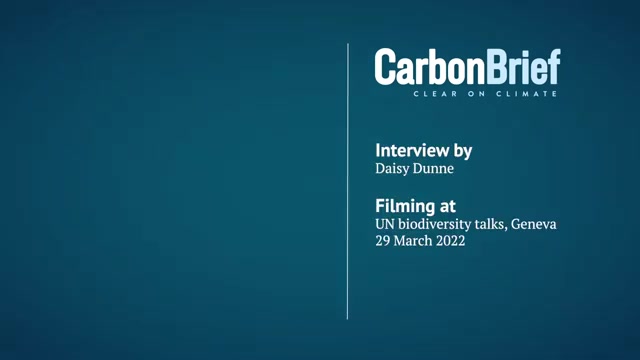 CarbonBrief
CLEAR ON CLIMATE
Interview by
Daisy Dunne
Filming at
UN biodiversity talks, Geneva
29 March 2022